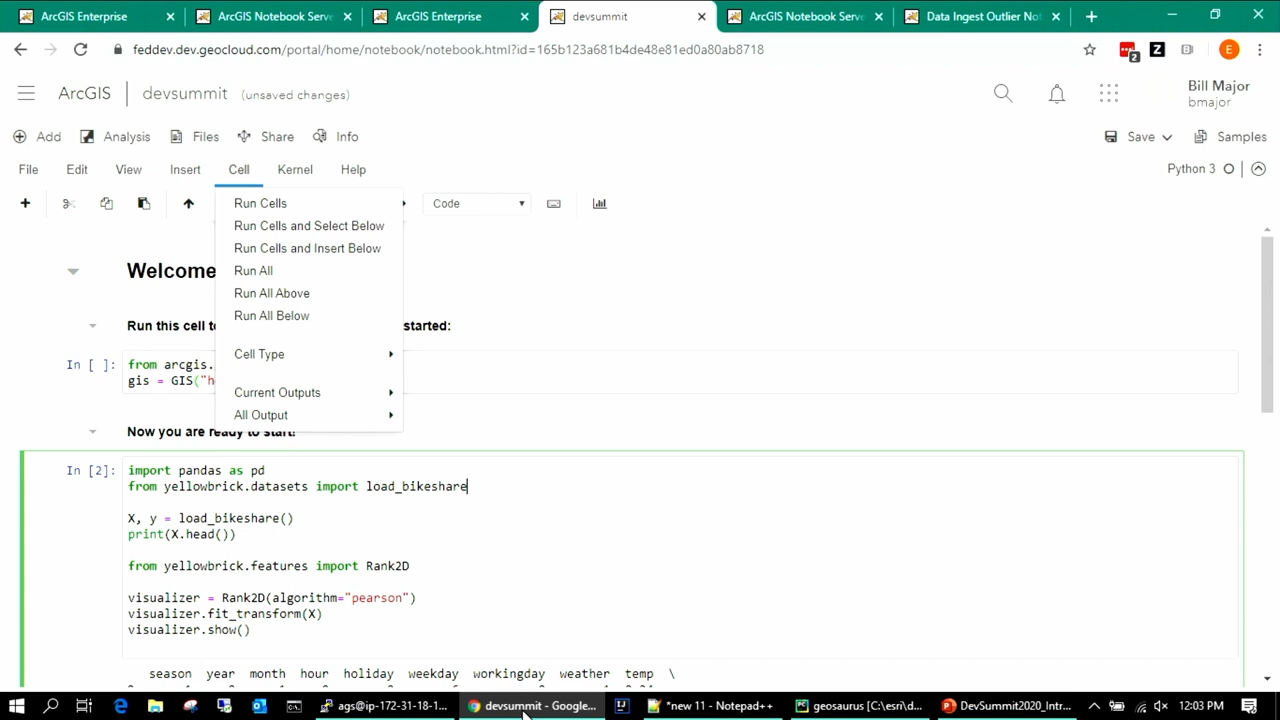 ArcGIS Enterprise
ArcGIS Notebook Serve
ArcGIS Enterprise
devsummit
ArcGIS Notebook Serve
Data Ingest Outlier Not
feddev.dev.geocloud.com/portal/home/notebook/notebook.html?id=165b123a681b4de48e81ed0a80ab8718
2
Z
E
ArcGIS
devsummit (unsaved changes)
Bill Major
bmajor
Add
Analysis
Files
Share
Info
Save
Samples
File
Edit
View
Insert
Cell
Kernel
Help
Python 3
Code
Run Cells
Run Cells and Select Below
Run Cells and Insert Below
Run All
Run All Above
Run All Below
Cell Type
Current Outputs
All Output
Welcome
Run this cell to
started:
In [ ]:
from arcgis.
gis = GIS("h
Now you are ready to start!
In [2]:
import pandas as pd
from yellowbrick.datasets import load_bikeshare
X, y = load_bikeshare()
print(X.head())
from yellowbrick.features import Rank2D
visualizer = Rank2D(algorithm="pearson")
visualizer.fit_transform(X)
visualizer.show()
season year month hour holiday weekday workingday weather temp \
ags@ip-172-31-18-1...
devsummit - Google...
*new 11 - Notepad++
geosaurus [C:\esri\d...
DevSummit2020_Intr...
12:03 PM